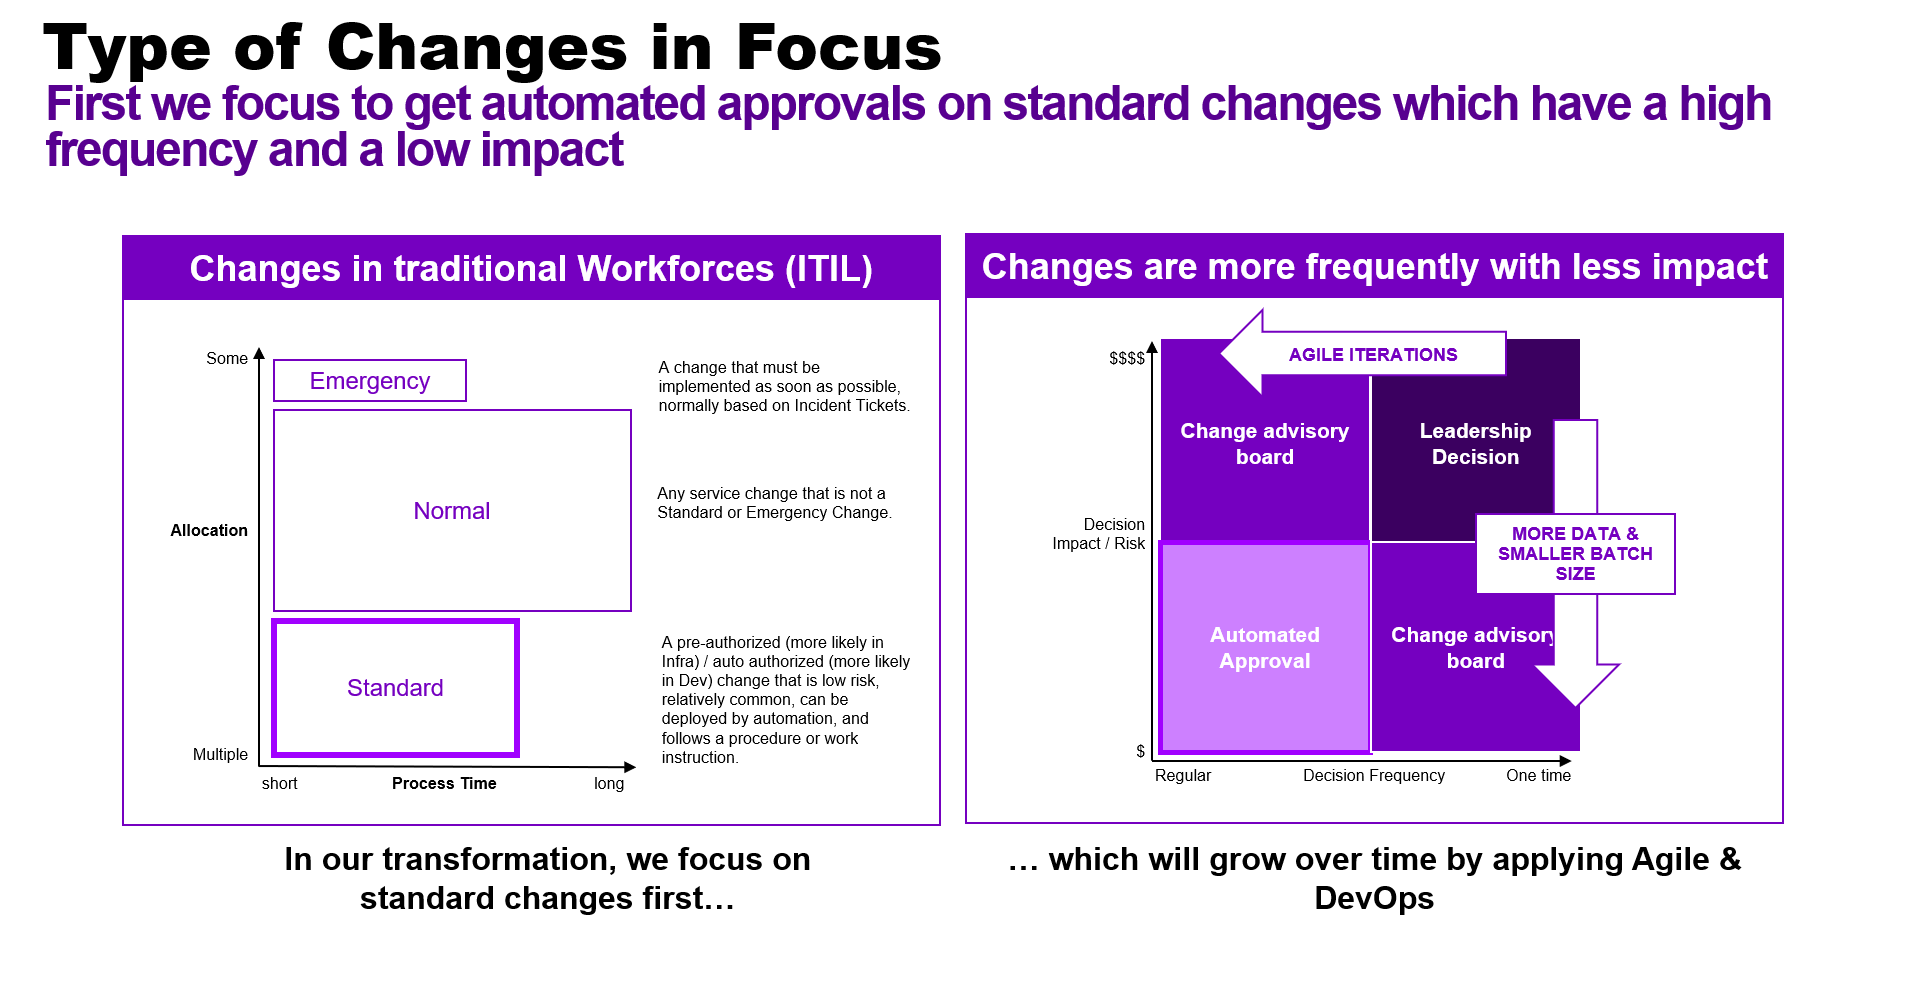 Type of Changes in Focus
First we focus to get automated approvals on standard changes which have a high
frequency and a low impact
Changes in traditional Workforces (ITIL)
Some
Emergency
A change that must be
implemented as soon as possible,
normally based on Incident Tickets.
Normal
Any service change that is not a
Standard or Emergency Change.
Allocation
Standard
A pre-authorized (more likely in
Infra) / auto authorized (more likely
in Dev) change that is low risk,
relatively common, can be
deployed by automation, and
follows a procedure or work
instruction.
Multiple
short
Process Time
long
In our transformation, we focus on
standard changes first…
Changes are more frequently with less impact
$$$$
AGILE ITERATIONS
Change advisory
board
Leadership
Decision
Decision
Impact / Risk
MORE DATA &
SMALLER BATCH
SIZE
Automated
Approval
Change advisory
board
$
Regular
Decision Frequency
One time
… which will grow over time by applying Agile &
DevOps